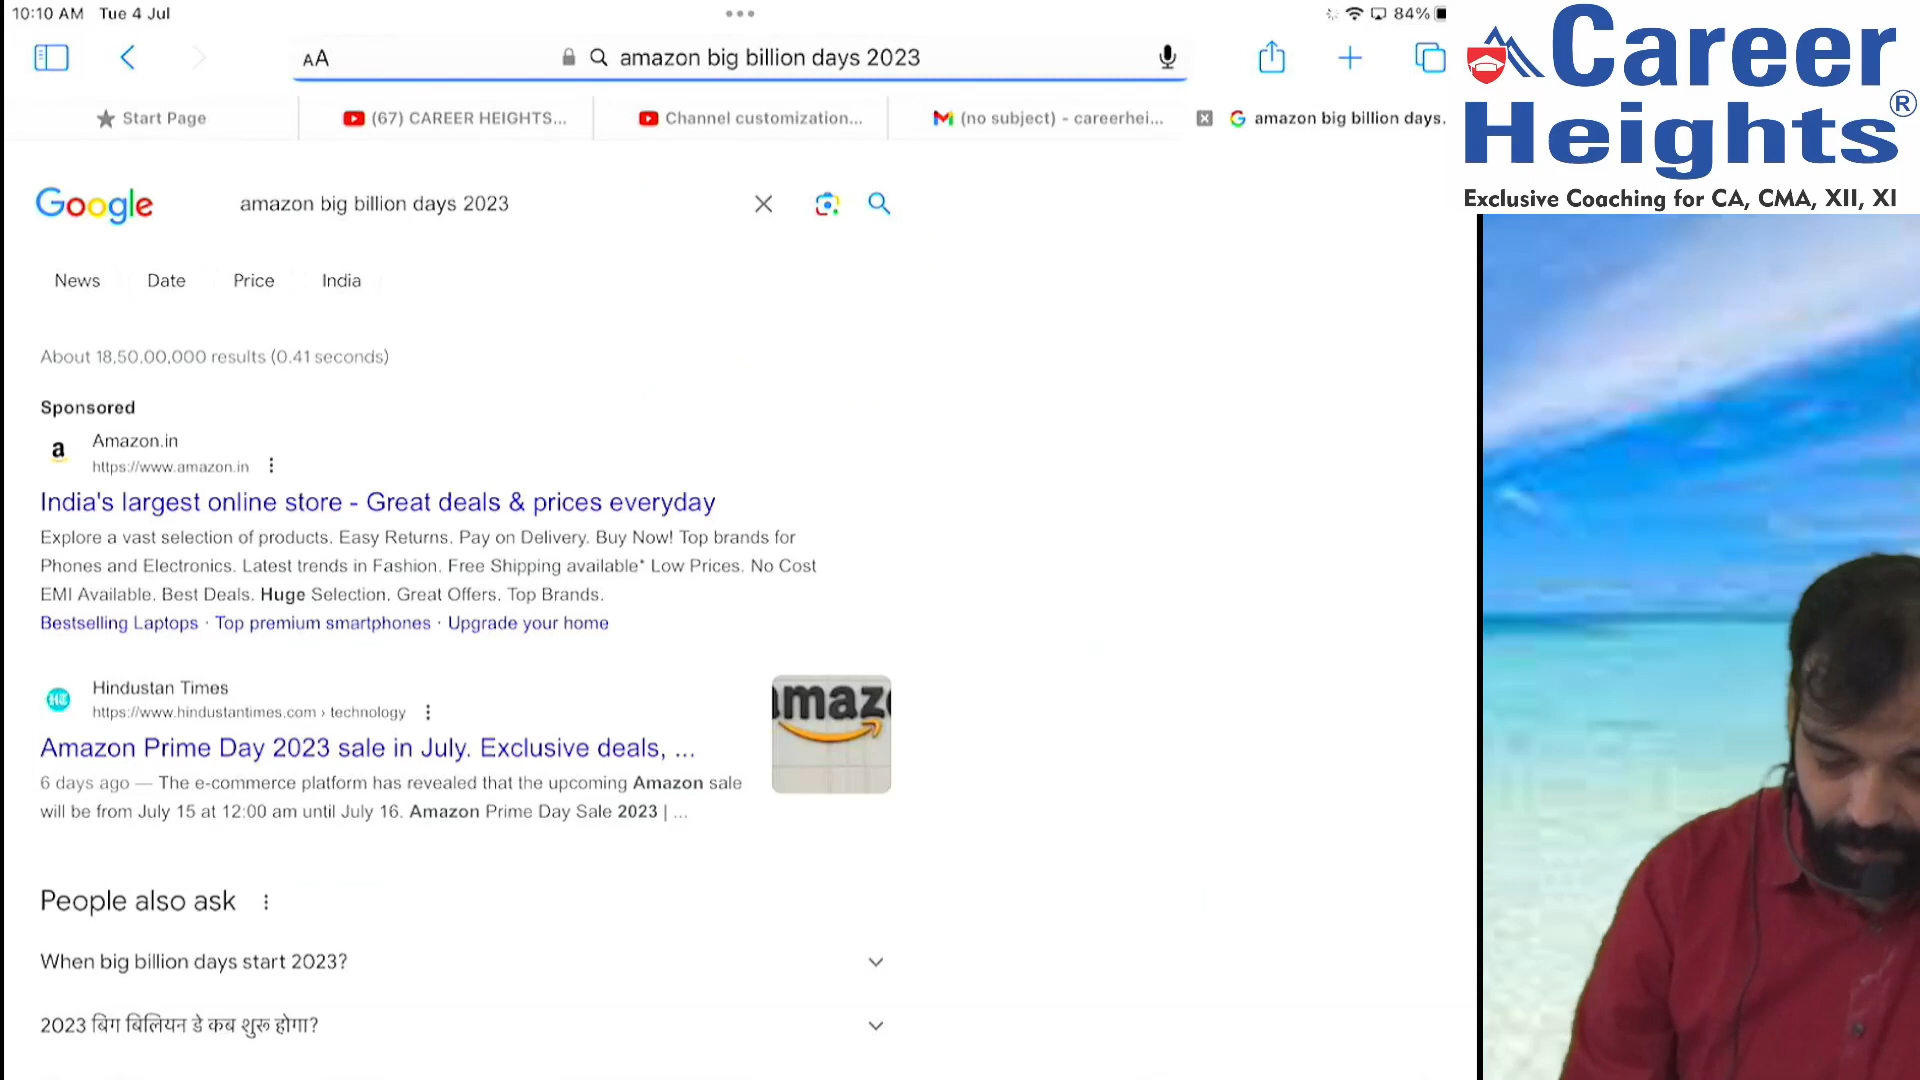 10:10 AM Tue 4 Jul
84%
AA
amazon big billion days 2023
Start Page
(67) CAREER HEIGHTS...
Channel customization...
(no subject) - careerhei...
amazon big billion days.
Career
Heights®
Exclusive Coaching for CA, CMA, XII, XI
Google
amazon big billion days 2023
News
Date
Price
India
About 18,50,00,000 results (0.41 seconds)
Sponsored
a
Amazon.in
https://www.amazon.in
India's largest online store - Great deals & prices everyday
Explore a vast selection of products. Easy Returns. Pay on Delivery. Buy Now! Top brands for
Phones and Electronics. Latest trends in Fashion. Free Shipping available* Low Prices. No Cost
EMI Available. Best Deals. Huge Selection. Great Offers. Top Brands.
Bestselling Laptops · Top premium smartphones · Upgrade your home
HT
Hindustan Times
https://www.hindustantimes.com › technology
amaz
Amazon Prime Day 2023 sale in July. Exclusive deals, ...
6 days ago — The e-commerce platform has revealed that the upcoming Amazon sale
will be from July 15 at 12:00 am until July 16. Amazon Prime Day Sale 2023 | ...
People also ask
When big billion days start 2023?
2023 बिग बिलियन डे कब शुरू होगा?